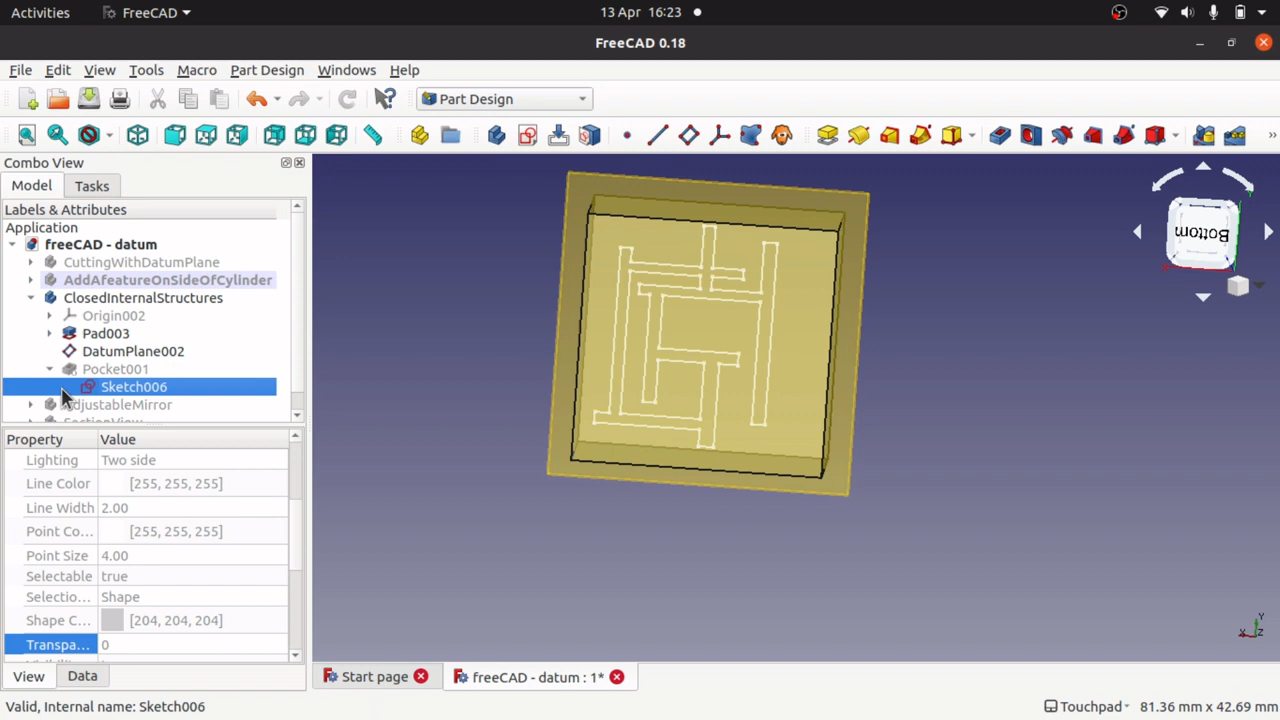 Activities FreeCAD 13 Apr 16:23
FreeCAD 0.18
File Edit View Tools Macro Part Design Windows Help
Part Design
Combo View
Model Tasks
Labels & Attributes
Application
freeCAD - datum
CuttingWithDatumPlane
AddAfeatureOnSideOfCylinder
ClosedInternalStructures
Origin002
Pad003
DatumPlane002
Pocket001
Sketch006
AdjustableMirror
SectionView
Property Value
Lighting Two side
Line Color [255, 255, 255]
Line Width 2.00
Point Co... [255, 255, 255]
Point Size 4.00
Selectable true
Selectio... Shape
Shape C... [204, 204, 204]
Transpa... 0
View Data
Bottom
Y
X Z
Start page freeCAD - datum : 1*
Valid, Internal name: Sketch006 Touchpad 81.36 mm x 42.69 mm